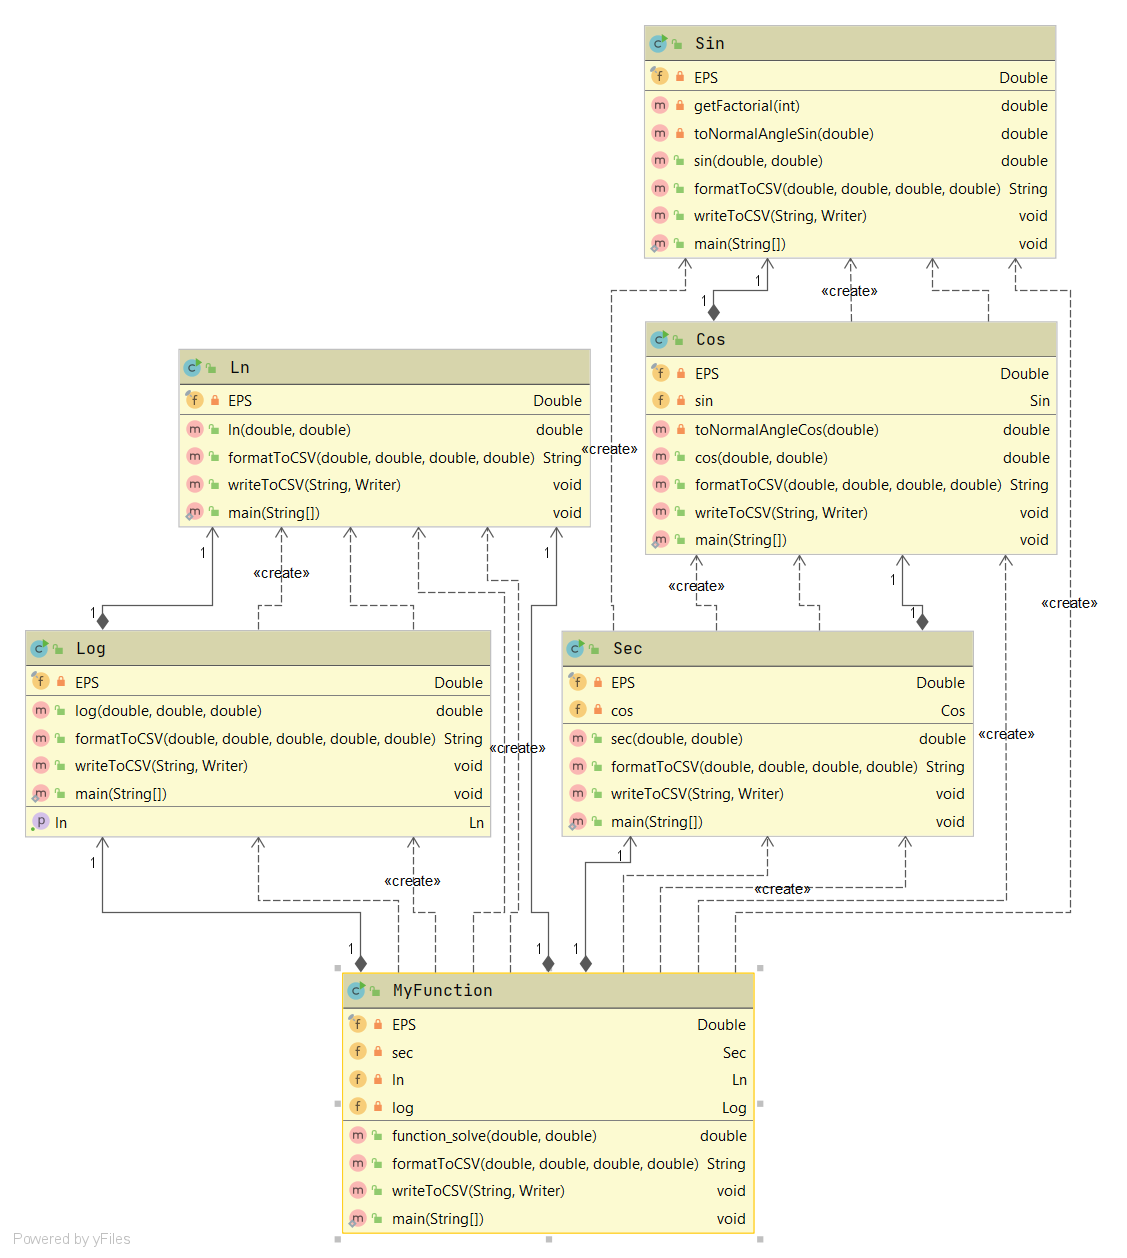 Sin
EPS Double
getFactorial(int) double
toNormalAngleSin(double) double
sin(double, double) double
formatToCSV(double, double, double, double) String
writeToCSV(String, Writer) void
main(String[]) void
1
1
«create»
Cos
EPS Double
sin Sin
toNormalAngleCos(double) double
cos(double, double) double
formatToCSV(double, double, double, double) String
writeToCSV(String, Writer) void
main(String[]) void
Ln
EPS Double
ln(double, double) double
formatToCSV(double, double, double, double) String
writeToCSV(String, Writer) void
main(String[]) void
«create»
1
«create»
1
«create»
1
1
1
«create»
Log
EPS Double
log(double, double, double) double
formatToCSV(double, double, double, double, double) String
writeToCSV(String, Writer) void
main(String[]) void
ln Ln
Sec
EPS Double
cos Cos
sec(double, double) double
formatToCSV(double, double, double, double) String
writeToCSV(String, Writer) void
main(String[]) void
«create»
«create»
1
1
«create»
«create»
1
1
1
MyFunction
EPS Double
sec Sec
ln Ln
log Log
function_solve(double, double) double
formatToCSV(double, double, double, double) String
writeToCSV(String, Writer) void
main(String[]) void
Powered by yFiles